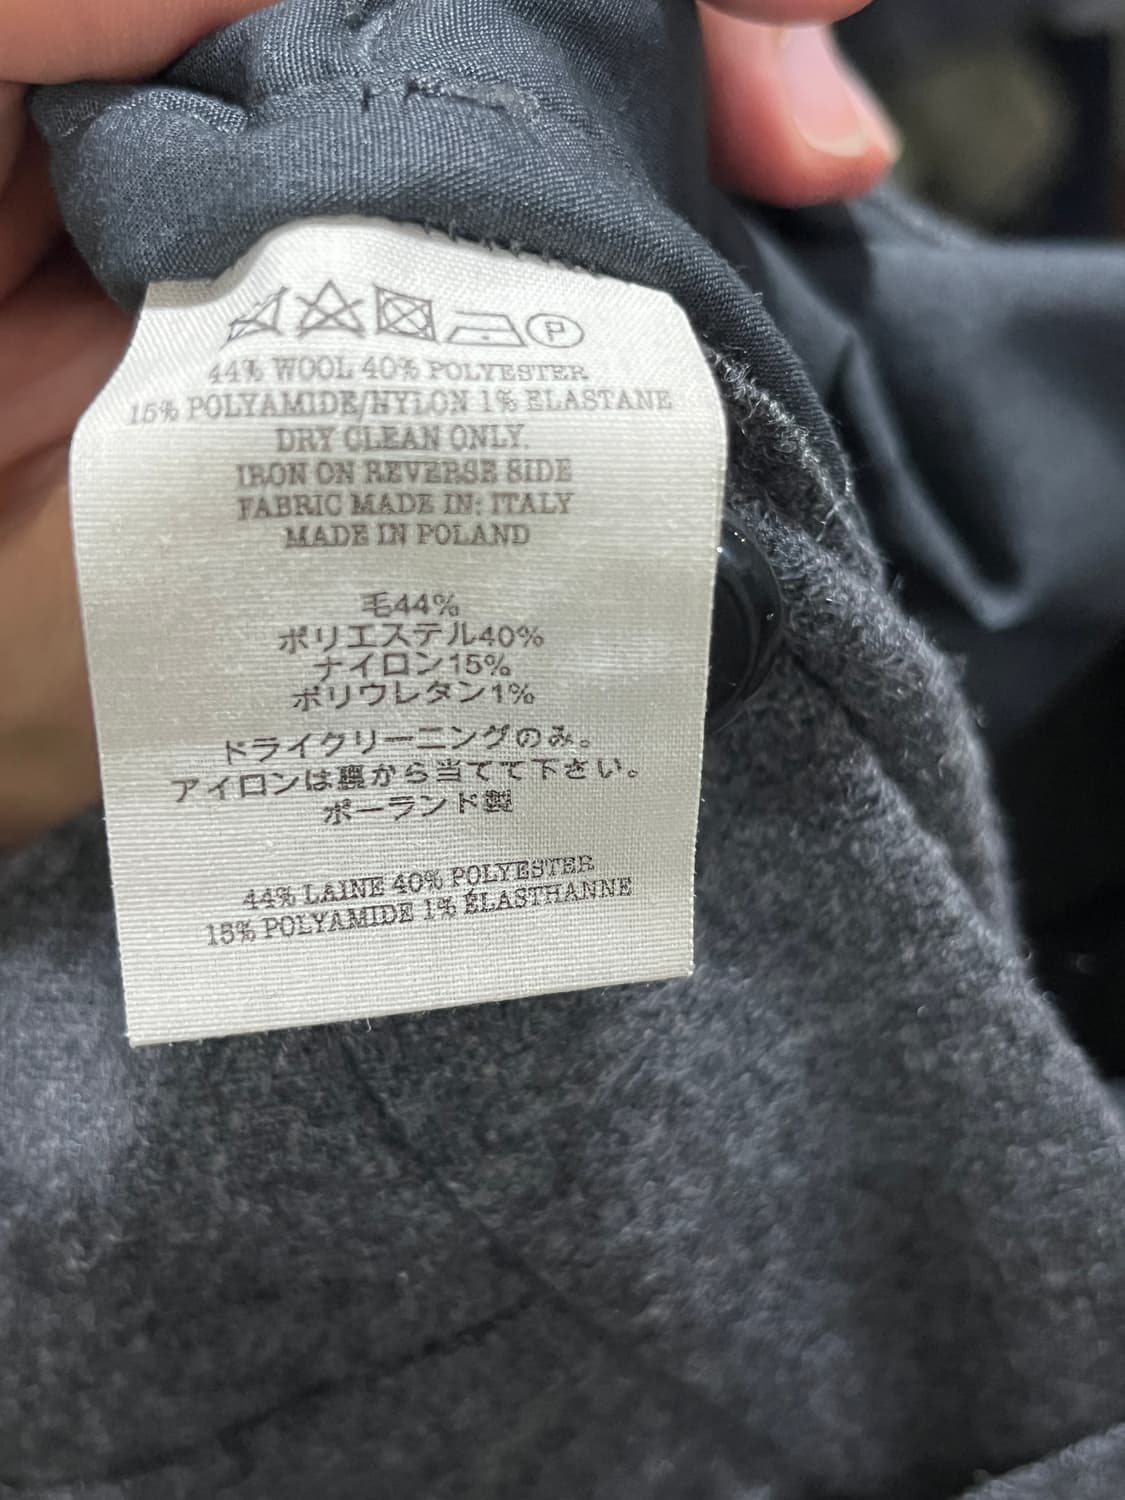 P
44% WOOL 40% POLYESTER
15% POLYAMIDE/NYLON 1% ELASTANE
DRY CLEAN ONLY.
IRON ON REVERSE SIDE
FABRIC MADE IN: ITALY
MADE IN POLAND
毛44%
ポリエステル40%
ナイロン15%
ポリウレタン1%
ドライクリーニングのみ。
アイロンは裏から当てて下さい。
ポーランド製
44% LAINE 40% POLYESTER
15% POLYAMIDE 1% ÉLASTHANNE